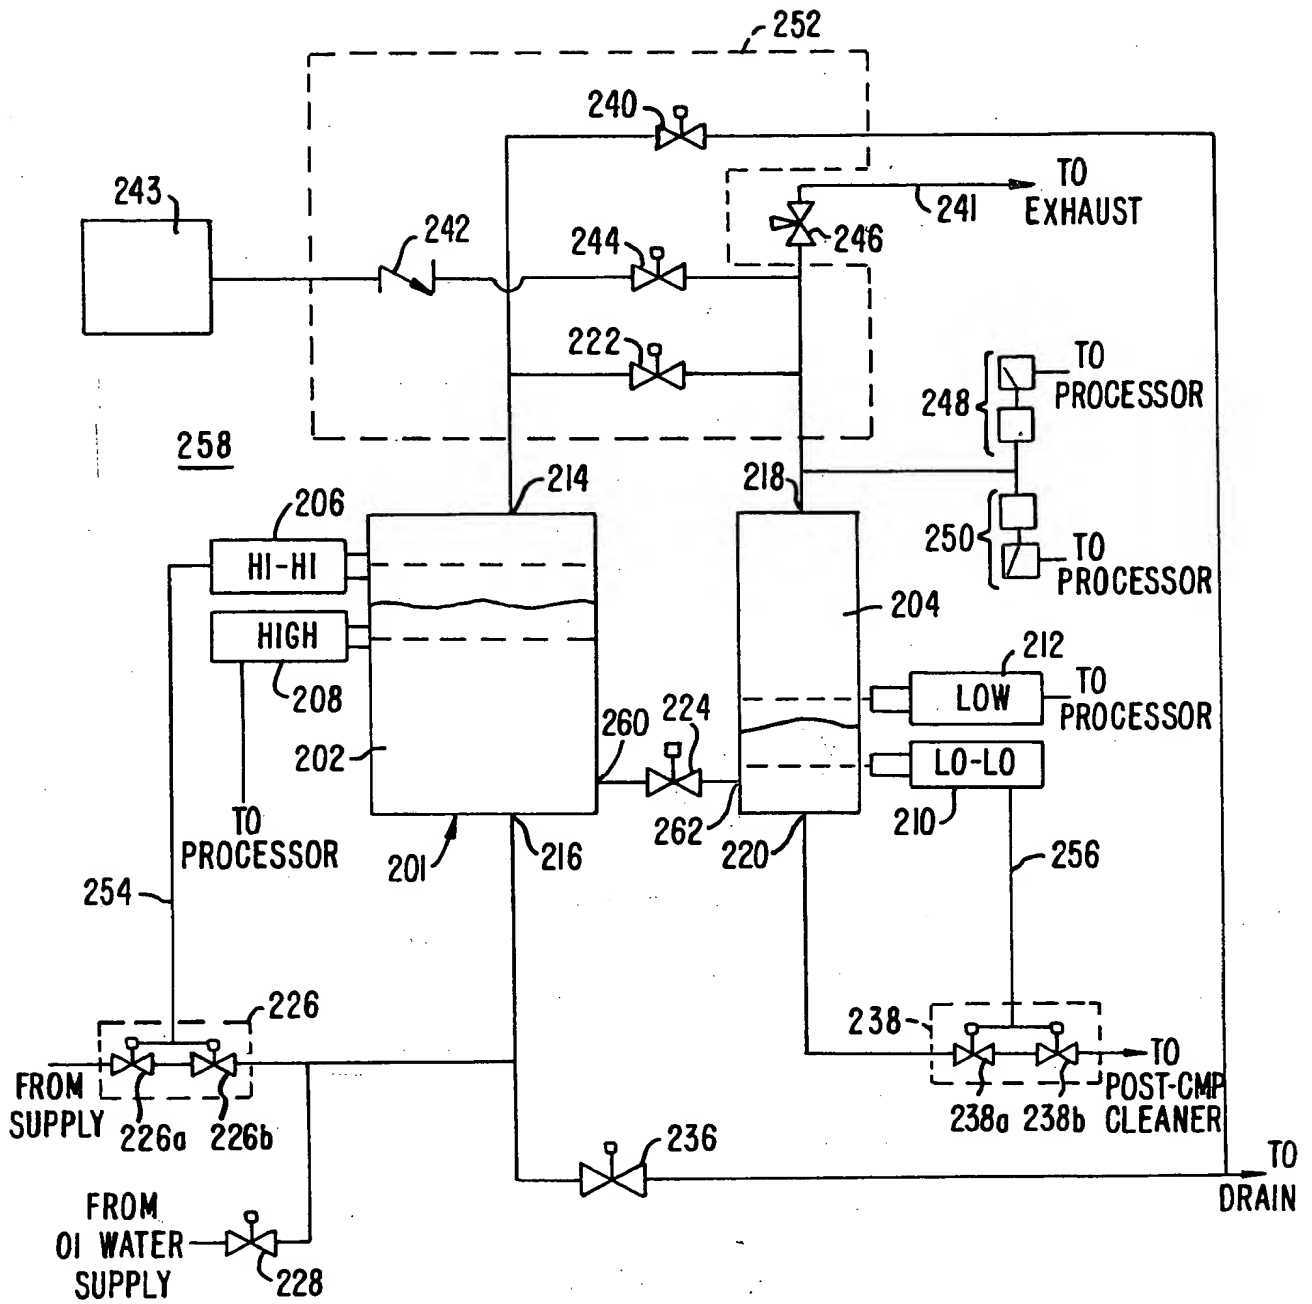 252
240
TO
EXHAUST
241
243
242
244
246
222
TO
PROCESSOR
248
258
214
218
206
HI-HI
250
TO
PROCESSOR
204
HIGH
208
212
LOW
TO
PROCESSOR
202
260
224
LO-LO
210
262
TO
PROCESSOR
201
216
220
256
254
226
238
TO
POST-CMP
CLEANER
FROM
SUPPLY
226a
226b
238a
238b
236
TO
DRAIN
FROM
OI WATER
SUPPLY
228